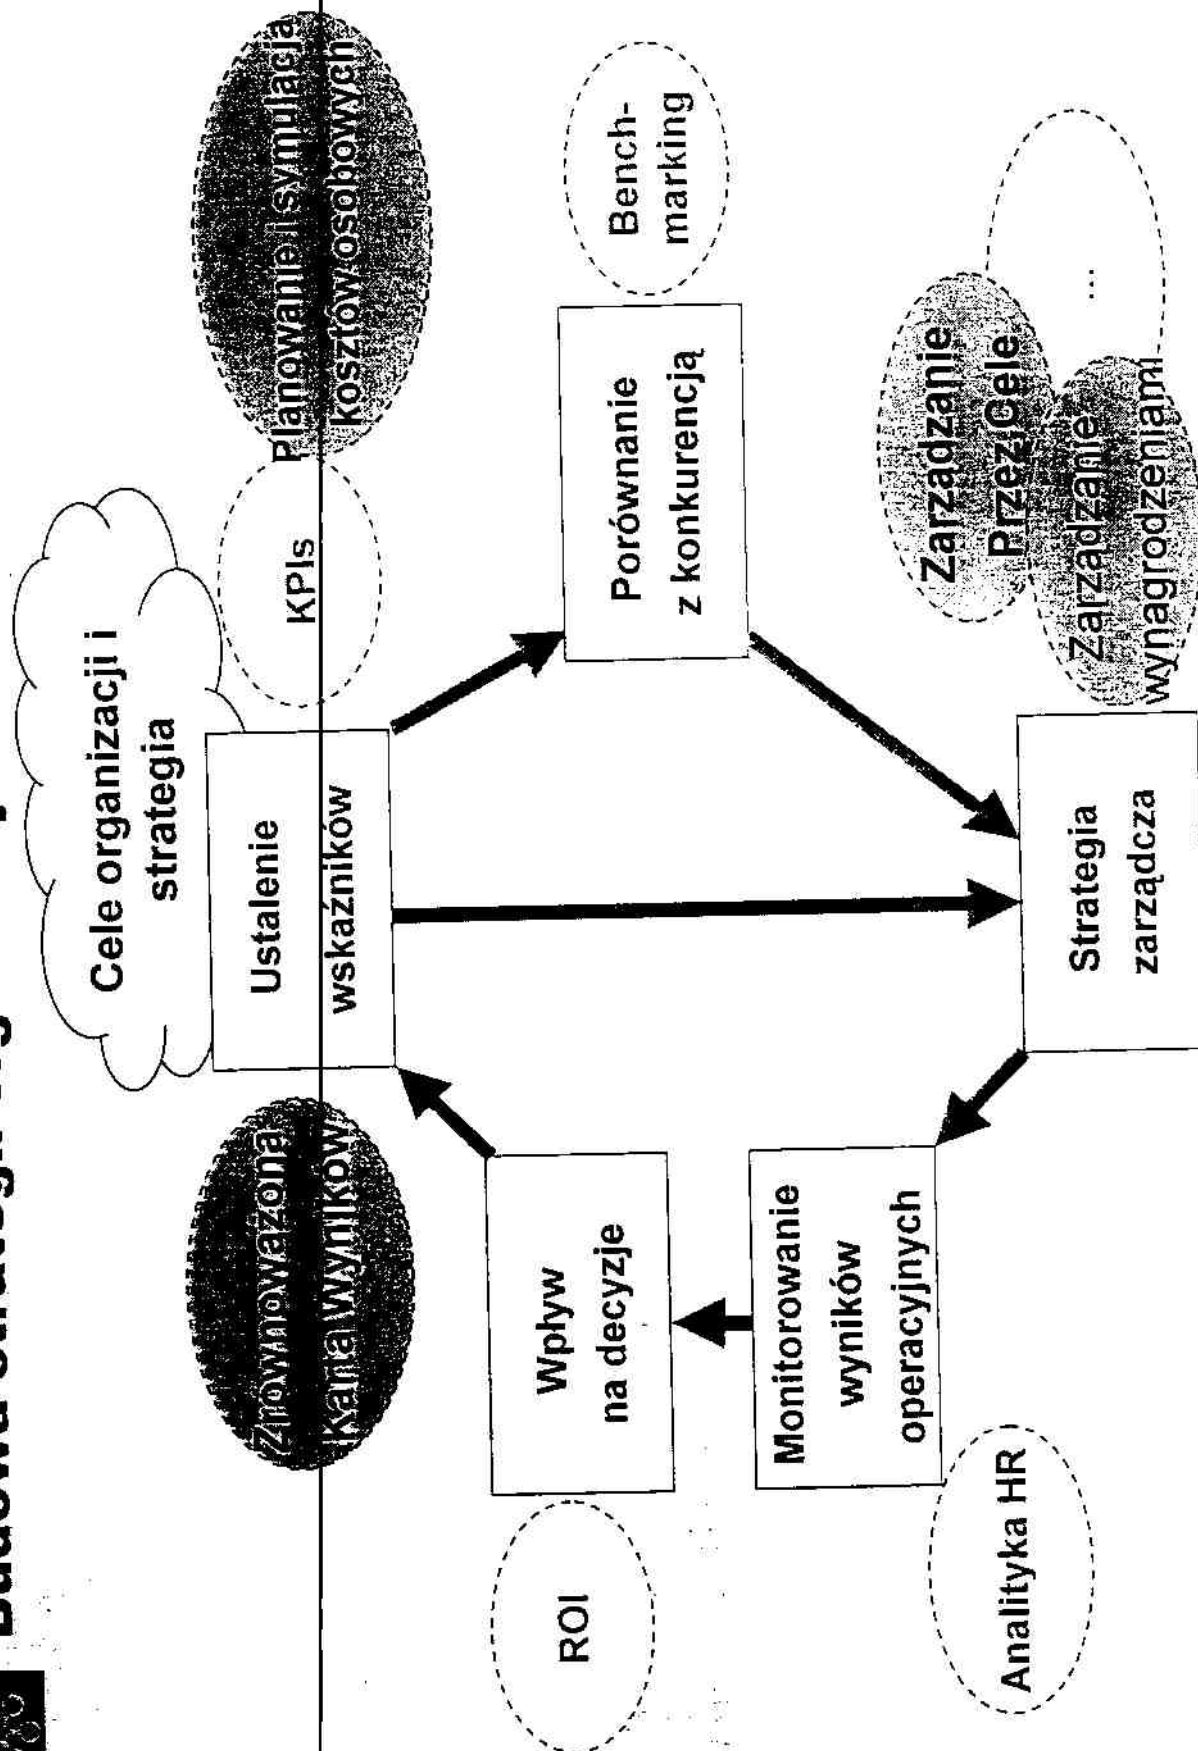 Budowa strategii
Cele organizacji i
strategia
Zrównoważona
Karta Wyników
Ustalenie
wskaźników
KPIs
Planowanie i symulacja
kosztów osobowych
ROI
Wpływ
na decyzje
Porównanie
z konkurencją
Bench-
marking
Monitorowanie
wyników
operacyjnych
Analityka HR
Strategia
zarządcza
Zarządzanie
Przez Cele
Zarządzanie
wynagrodzeniami
...